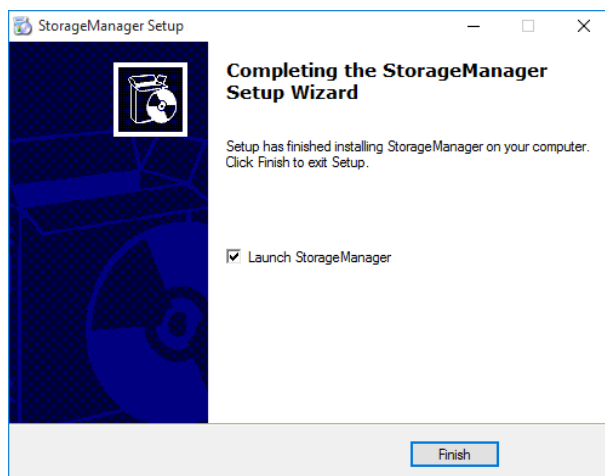 StorageManager Setup
Completing the StorageManager
Setup Wizard
Setup has finished installing StorageManager on your computer.
Click Finish to exit Setup.
Launch StorageManager
Finish